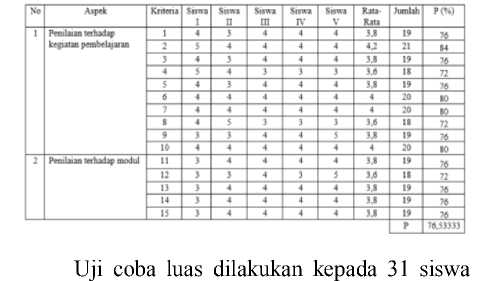 No Aspek Kriteria Siswa I Siswa II Siswa III Siswa IV Siswa V Rata-Rata Jumlah P (%)
1 Penilaian terhadap kegiatan pembelajaran 1 4 3 4 4 4 3,8 19 76
2 5 4 4 4 4 4,2 21 84
3 4 3 4 4 4 3,8 19 76
4 5 4 3 3 3 3,6 18 72
5 4 3 4 4 4 3,8 19 76
6 4 4 4 4 4 4 20 80
7 4 4 4 4 4 4 20 80
8 4 5 3 3 3 3,6 18 72
9 3 3 4 4 5 3,8 19 76
10 4 4 4 4 4 4 20 80
2 Penilaian terhadap modul 11 3 4 4 4 4 3,8 19 76
12 3 3 4 3 5 3,6 18 72
13 3 4 4 4 4 3,8 19 76
14 3 4 4 4 4 3,8 19 76
15 3 4 4 4 4 3,8 19 76
P 76,53333
Uji coba luas dilakukan kepada 31 siswa